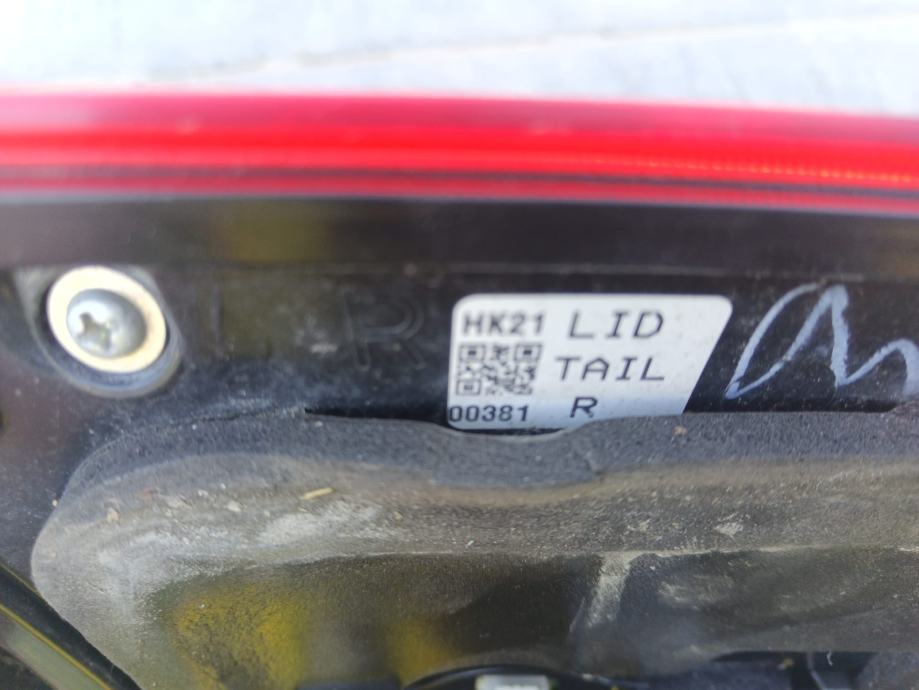 R
HK21 LID
TAIL
00381 R